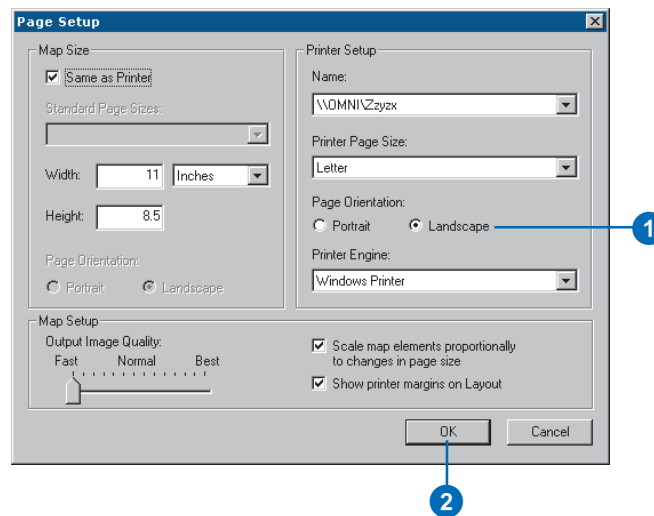 Page Setup
Map Size
Same as Printer
Standard Page Sizes:
Width: 11 Inches
Height: 8.5
Page Orientation:
Portrait Landscape
Printer Setup
Name:
\\OMNI\Zzyzx
Printer Page Size:
Letter
Page Orientation:
Portrait Landscape
1
Printer Engine:
Windows Printer
Map Setup
Output Image Quality:
Fast Normal Best
Scale map elements proportionally
to changes in page size
Show printer margins on Layout
OK Cancel
2